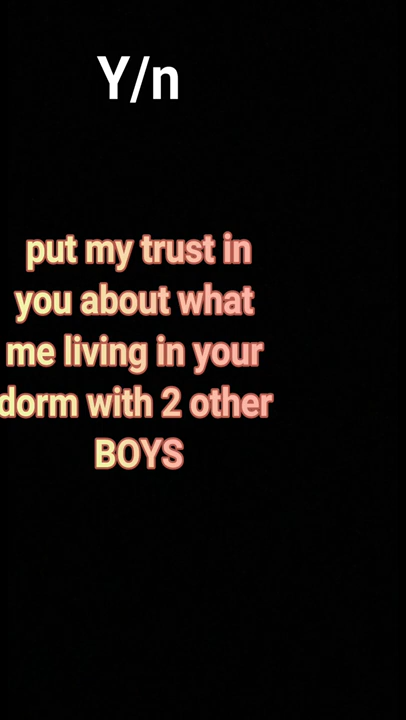 Y/n
put my trust in
you about what
me living in your
dorm with 2 other
BOYS